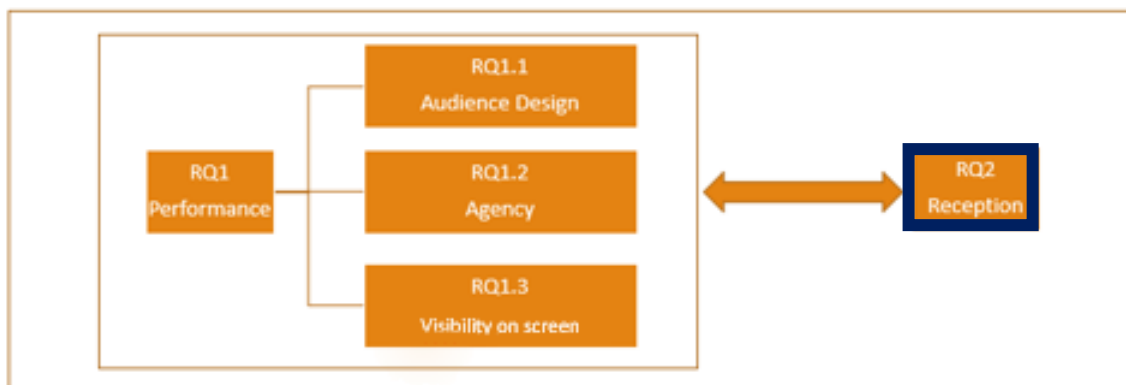 RQ1
Performance
RQ1.1
Audience Design
RQ1.2
Agency
RQ1.3
Visibility on screen
RQ2
Reception